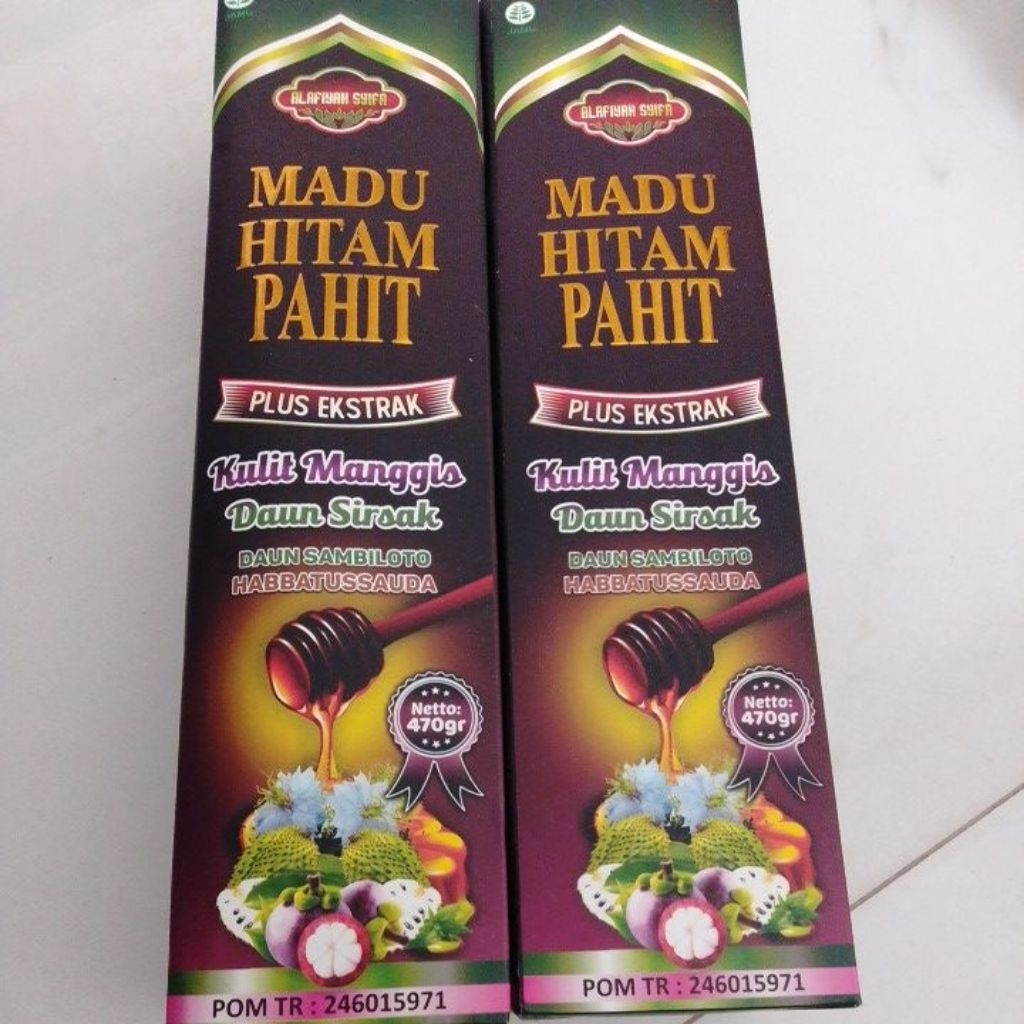 JAMU
ALAFIYAH SYIFA
MADU
HITAM
PAHIT
PLUS EKSTRAK
Kulit Manggis
Daun Sirsak
DAUN SAMBILOTO
HABBATUSSAUDA
Netto:
470gr
POM TR : 246015971
JAMU
ALAFIYAH SYIFA
MADU
HITAM
PAHIT
PLUS EKSTRAK
Kulit Manggis
Daun Sirsak
DAUN SAMBILOTO
HABBATUSSAUDA
Netto:
470gr
POM TR : 246015971